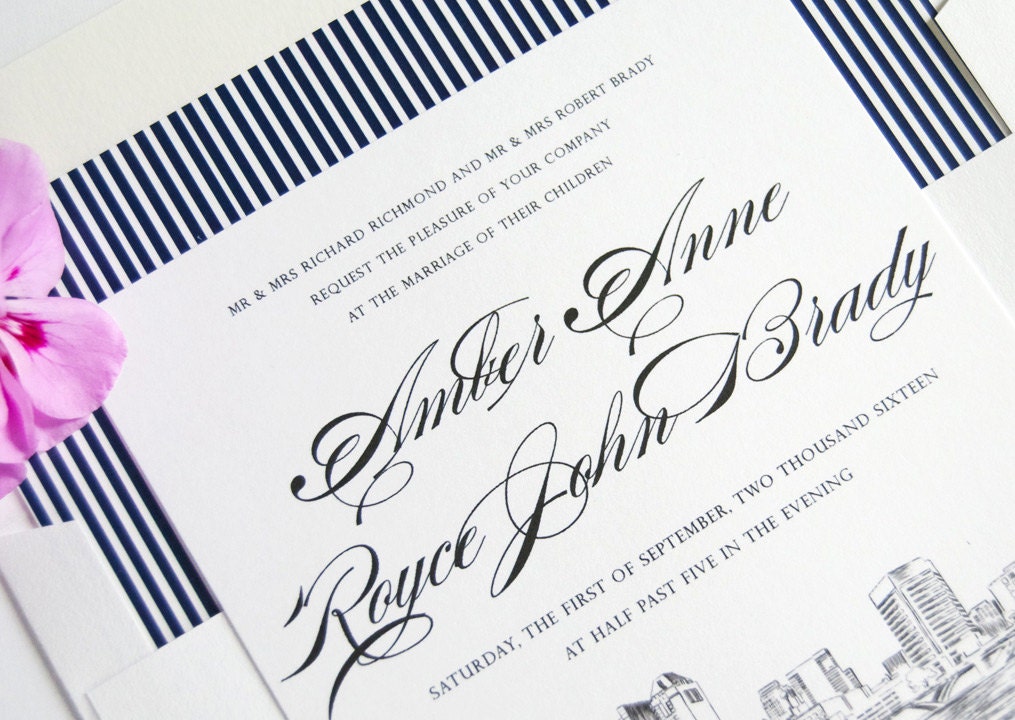 MR & MRS RICHARD RICHMOND AND MR & MRS ROBERT BRADY
REQUEST THE PLEASURE OF YOUR COMPANY
AT THE MARRIAGE OF THEIR CHILDREN
Amber Anne
Royce John Brady
SATURDAY, THE FIRST OF SEPTEMBER, TWO THOUSAND SIXTEEN
AT HALF PAST FIVE IN THE EVENING